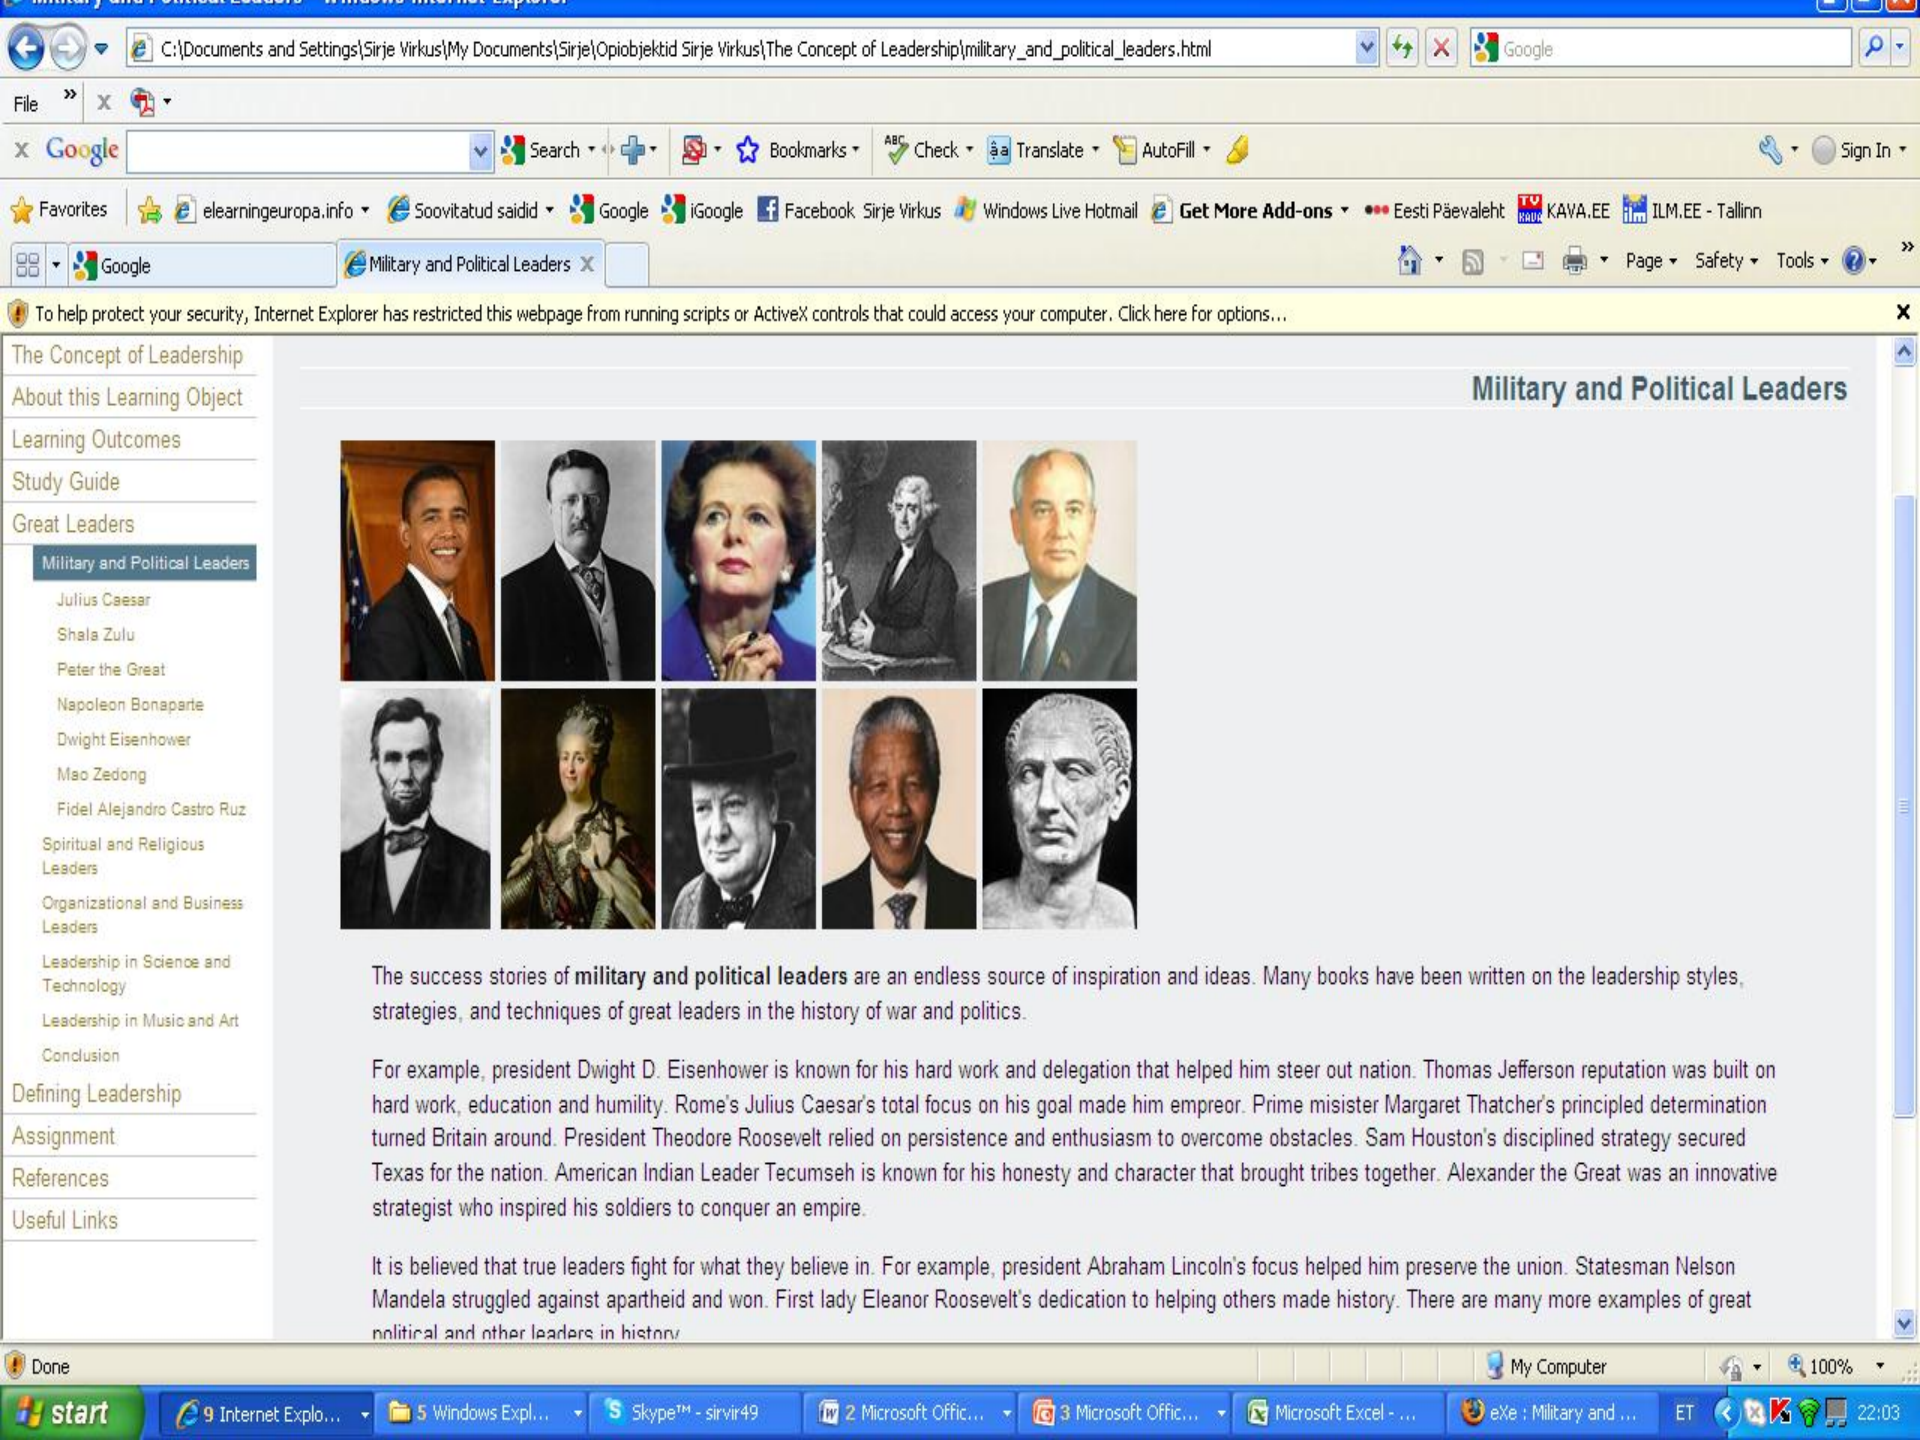 Military and Political Leaders - Windows Internet Explorer
C:\Documents and Settings\Sirje Virkus\My Documents\Sirje\Opiobjektid Sirje Virkus\The Concept of Leadership\military_and_political_leaders.html
Google
File » x
x Google Search Bookmarks ABC Check âa Translate AutoFill Sign In
Favorites elearningeuropa.info Soovitatud saidid Google iGoogle Facebook Sirje Virkus Windows Live Hotmail Get More Add-ons Eesti Päevaleht TV KAVA KAVA.EE ilm ILM.EE - Tallinn
Google Military and Political Leaders X Page Safety Tools »
To help protect your security, Internet Explorer has restricted this webpage from running scripts or ActiveX controls that could access your computer. Click here for options... x
The Concept of Leadership
About this Learning Object
Learning Outcomes
Study Guide
Great Leaders
Military and Political Leaders
Julius Caesar
Shala Zulu
Peter the Great
Napoleon Bonaparte
Dwight Eisenhower
Mao Zedong
Fidel Alejandro Castro Ruz
Spiritual and Religious
Leaders
Organizational and Business
Leaders
Leadership in Science and
Technology
Leadership in Music and Art
Conclusion
Defining Leadership
Assignment
References
Useful Links
Military and Political Leaders
The success stories of military and political leaders are an endless source of inspiration and ideas. Many books have been written on the leadership styles,
strategies, and techniques of great leaders in the history of war and politics.
For example, president Dwight D. Eisenhower is known for his hard work and delegation that helped him steer out nation. Thomas Jefferson reputation was built on
hard work, education and humility. Rome's Julius Caesar's total focus on his goal made him empreor. Prime misister Margaret Thatcher's principled determination
turned Britain around. President Theodore Roosevelt relied on persistence and enthusiasm to overcome obstacles. Sam Houston's disciplined strategy secured
Texas for the nation. American Indian Leader Tecumseh is known for his honesty and character that brought tribes together. Alexander the Great was an innovative
strategist who inspired his soldiers to conquer an empire.
It is believed that true leaders fight for what they believe in. For example, president Abraham Lincoln's focus helped him preserve the union. Statesman Nelson
Mandela struggled against apartheid and won. First lady Eleanor Roosevelt's dedication to helping others made history. There are many more examples of great
political and other leaders in history.
Done My Computer 100%
start 9 Internet Explo... 5 Windows Expl... Skype™ - sirvir49 2 Microsoft Offic... 3 Microsoft Offic... Microsoft Excel - ... eXe : Military and ... ET 22:03